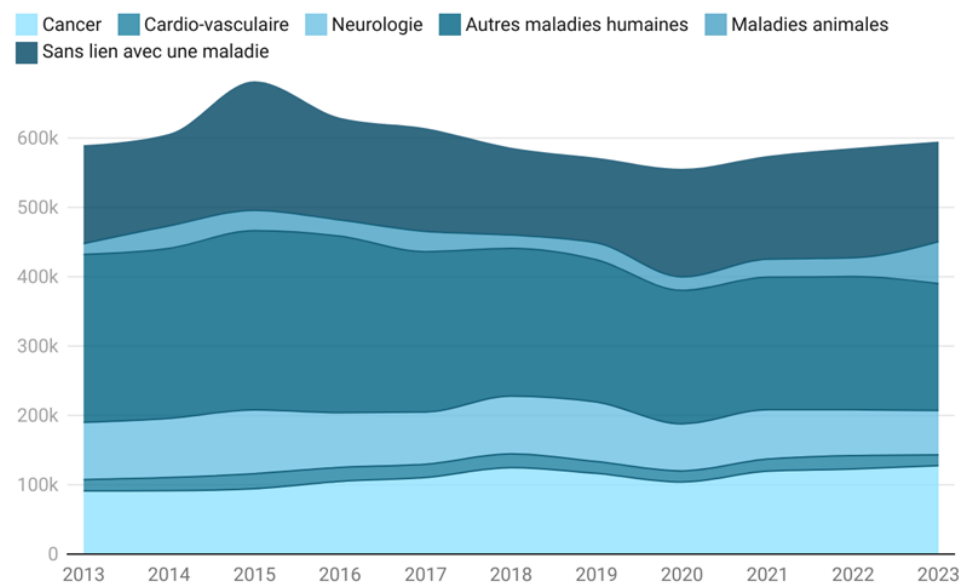 Cancer Cardio-vasculaire Neurologie Autres maladies humaines Maladies animales
Sans lien avec une maladie
600k
500k
400k
300k
200k
100k
0
2013 2014 2015 2016 2017 2018 2019 2020 2021 2022 2023